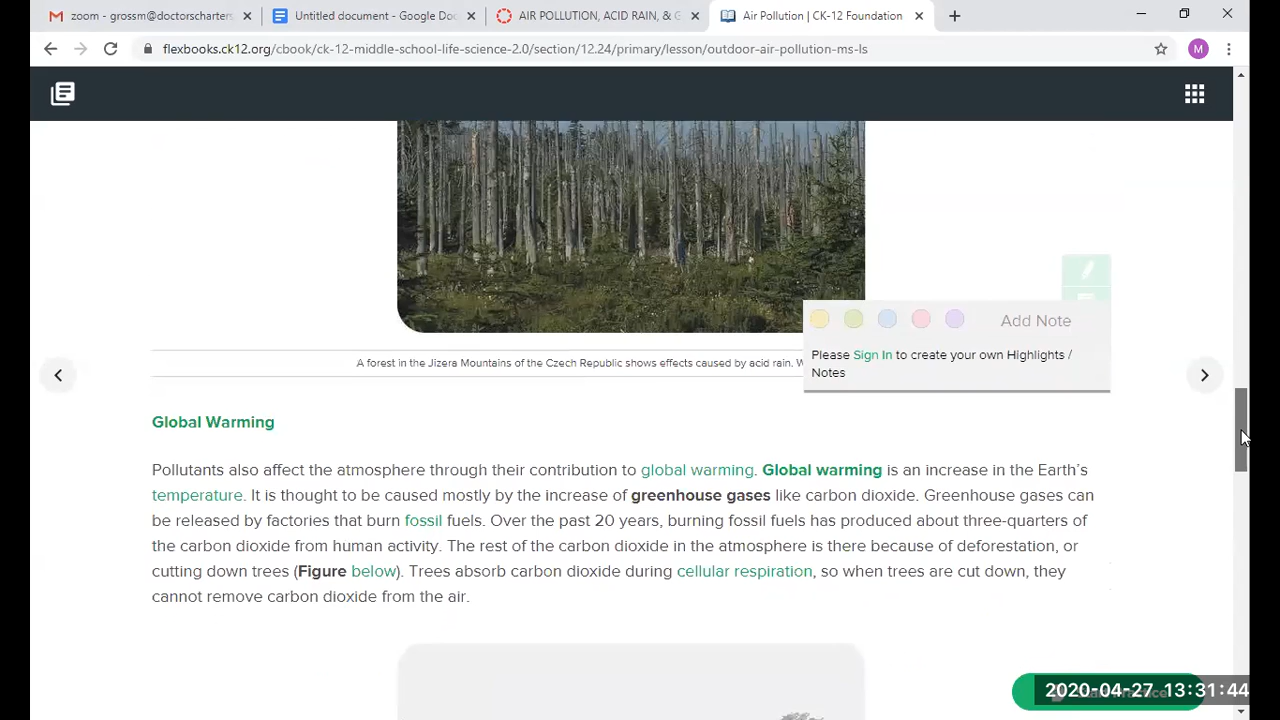 zoom - grossm@doctorscharters
Untitled document - Google Do
AIR POLLUTION, ACID RAIN, & G
Air Pollution | CK-12 Foundation
flexbooks.ck12.org/cbook/ck-12-middle-school-life-science-2.0/section/12.24/primary/lesson/outdoor-air-pollution-ms-ls
M
Add Note
Please Sign In to create your own Highlights /
Notes
A forest in the Jizera Mountains of the Czech Republic shows effects caused by acid rain. W
Global Warming
Pollutants also affect the atmosphere through their contribution to global warming. Global warming is an increase in the Earth's
temperature. It is thought to be caused mostly by the increase of greenhouse gases like carbon dioxide. Greenhouse gases can
be released by factories that burn fossil fuels. Over the past 20 years, burning fossil fuels has produced about three-quarters of
the carbon dioxide from human activity. The rest of the carbon dioxide in the atmosphere is there because of deforestation, or
cutting down trees (Figure below). Trees absorb carbon dioxide during cellular respiration, so when trees are cut down, they
cannot remove carbon dioxide from the air.
2020-04-27 13:31:44